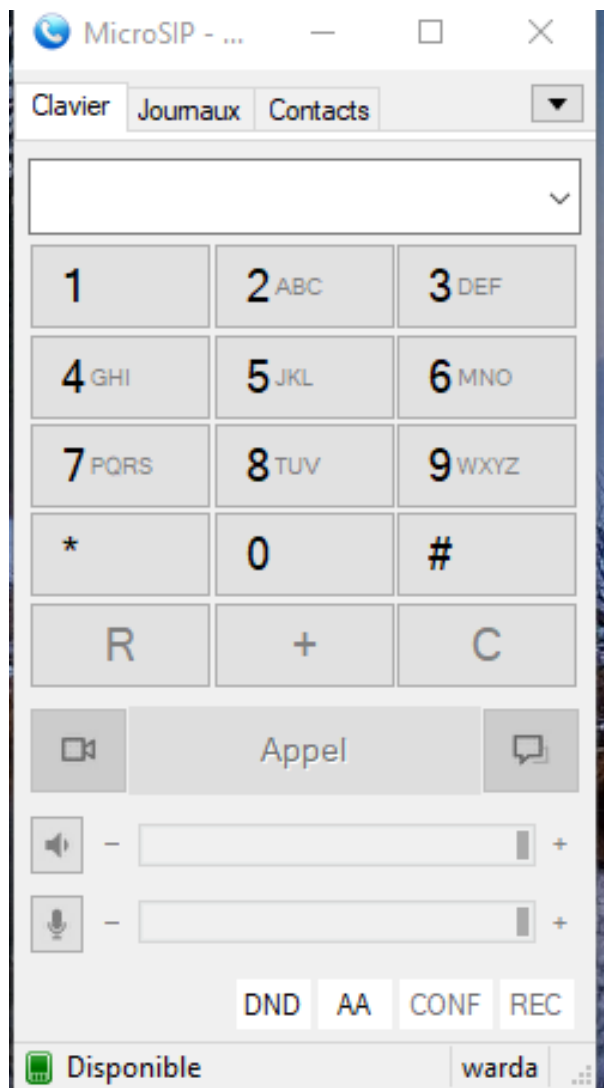 MicroSIP - ...
Clavier Journaux Contacts
1 2 ABC 3 DEF
4 GHI 5 JKL 6 MNO
7 PQRS 8 TUV 9 WXYZ
* 0 #
R + C
Appel
- +
- +
DND AA CONF REC
Disponible warda